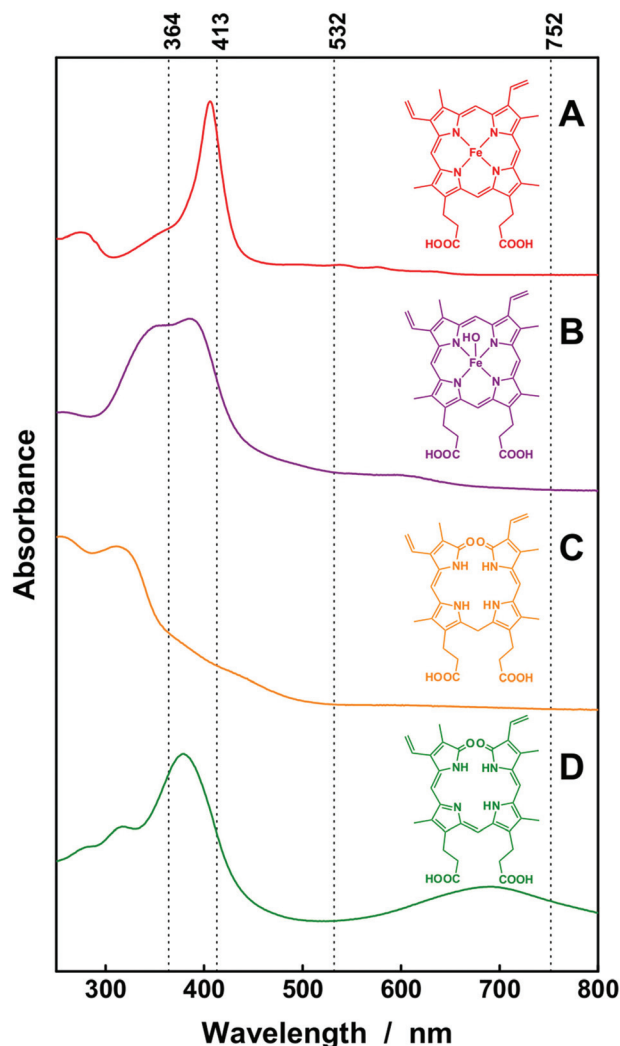 364 413 532 752
A
N N
Fe
N N
HOOC COOH
B
HO
N N
Fe
N N
HOOC COOH
C
O O
NH HN
NH HN
HOOC COOH
D
O O
NH HN
N HN
HOOC COOH
Absorbance
300 400 500 600 700 800
Wavelength / nm